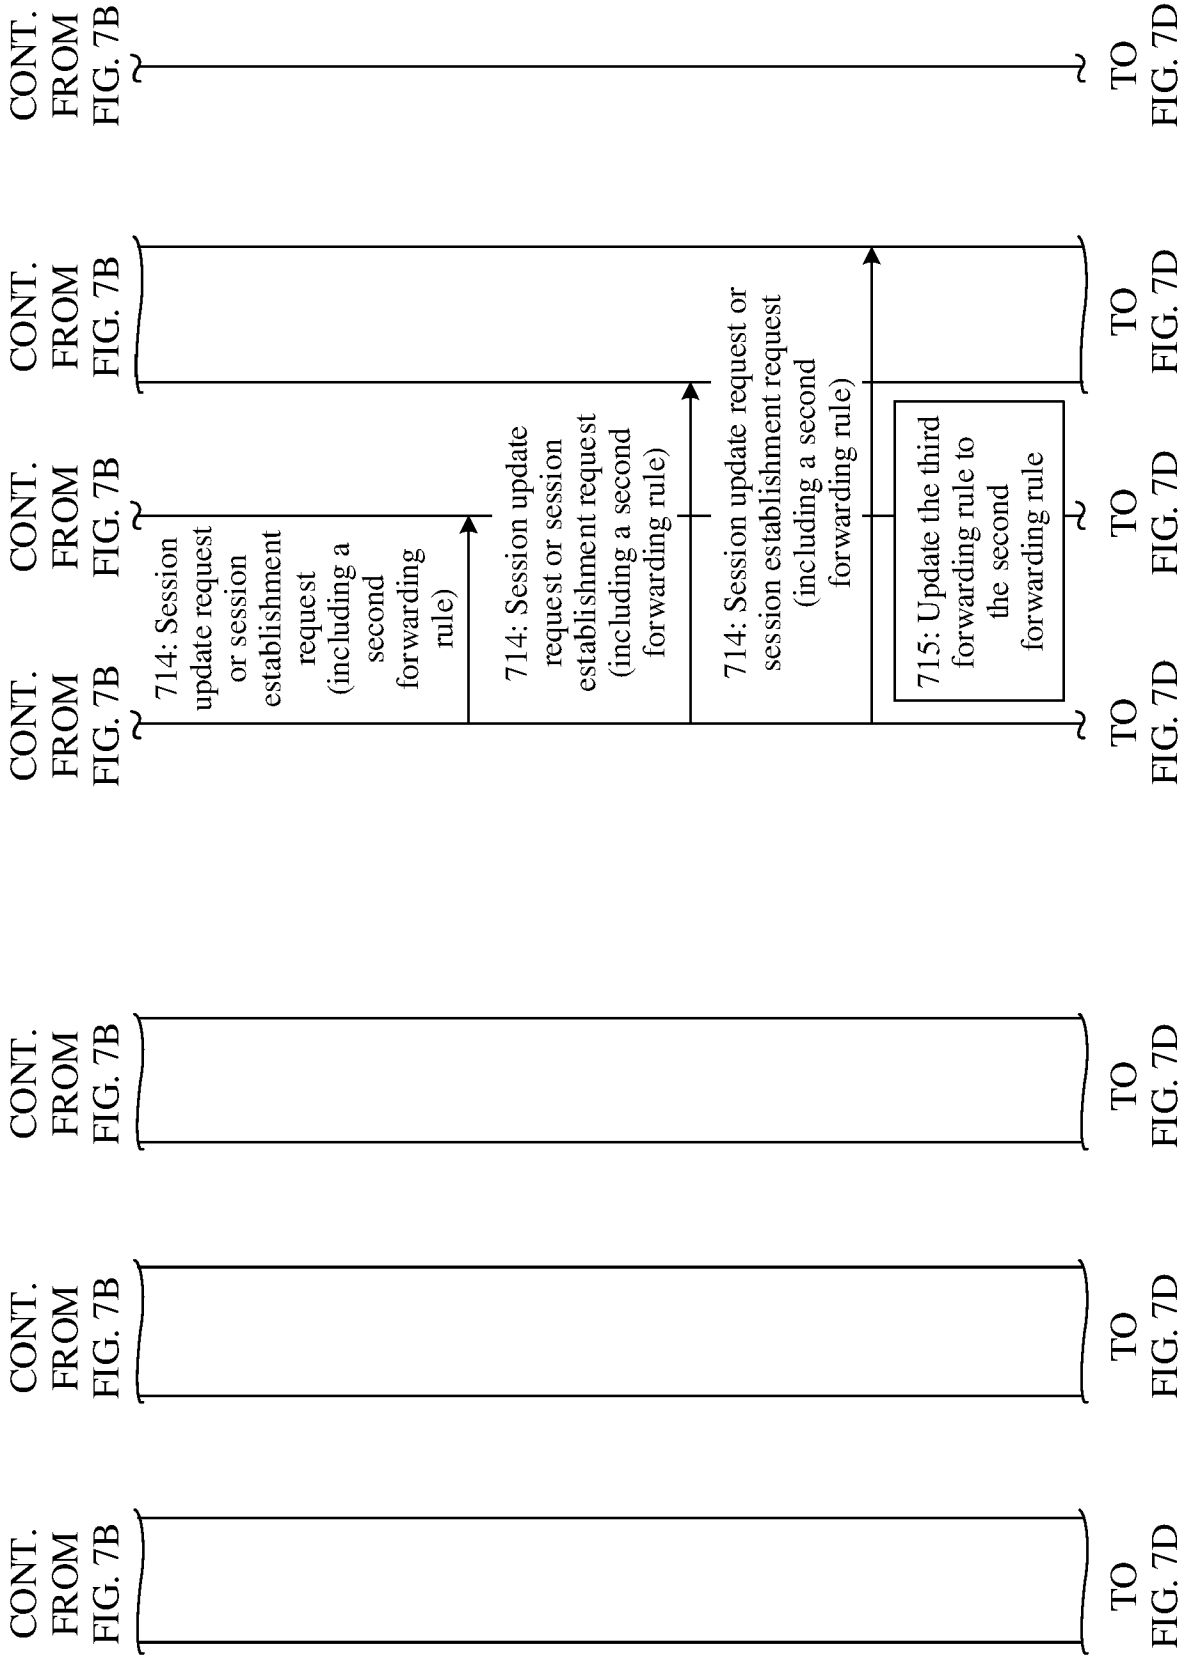 CONT.
FROM
FIG. 7B
CONT.
FROM
FIG. 7B
CONT.
FROM
FIG. 7B
CONT.
FROM
FIG. 7B
CONT.
FROM
FIG. 7B
CONT.
FROM
FIG. 7B
CONT.
FROM
FIG. 7B
714: Session
update request
or session
establishment
request
(including a
second
forwarding
rule)
714: Session update
request or session
establishment request
(including a second
forwarding rule)
714: Session update request or
session establishment request
(including a second
forwarding rule)
715: Update the third
forwarding rule to
the second
forwarding rule
TO
FIG. 7D
TO
FIG. 7D
TO
FIG. 7D
TO
FIG. 7D
TO
FIG. 7D
TO
FIG. 7D
TO
FIG. 7D